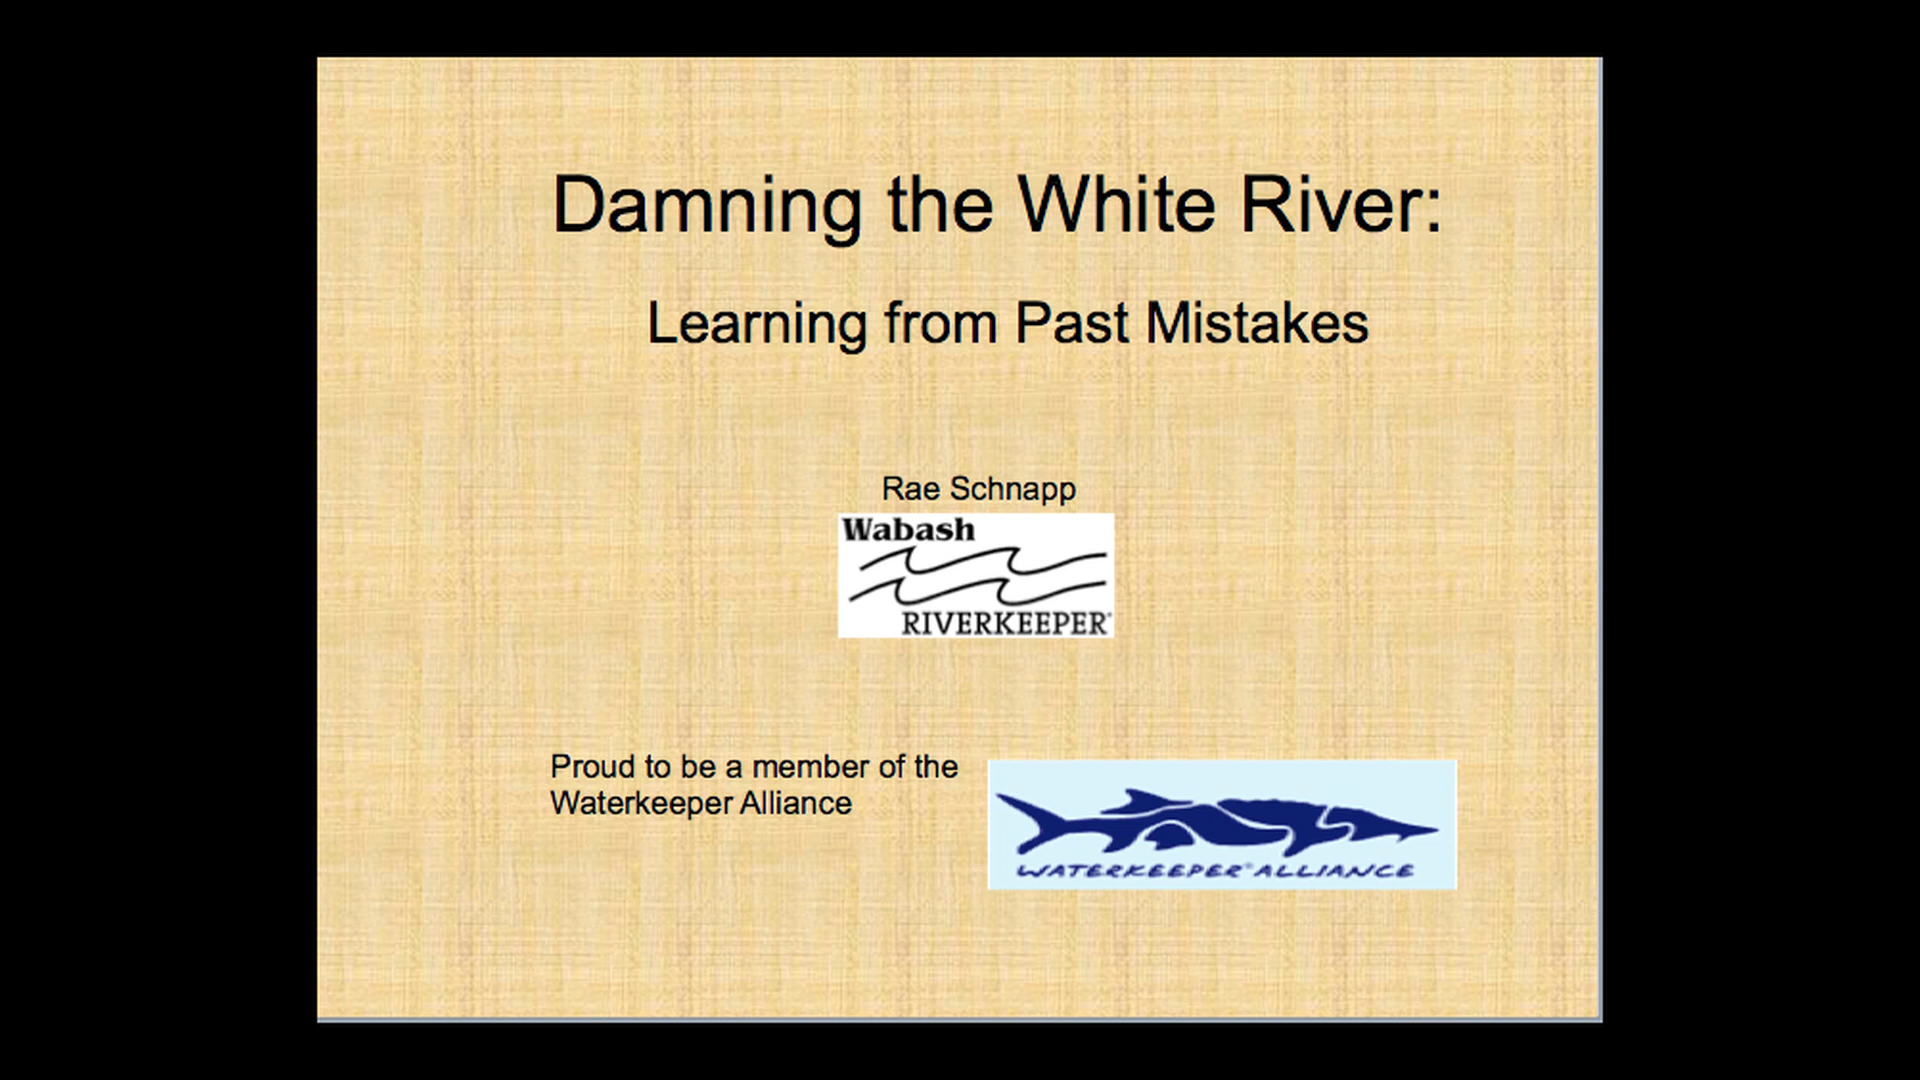 Damning the White River:
Learning from Past Mistakes
Rae Schnapp
Wabash
RIVERKEEPER®
Proud to be a member of the
Waterkeeper Alliance
WATERKEEPER® ALLIANCE